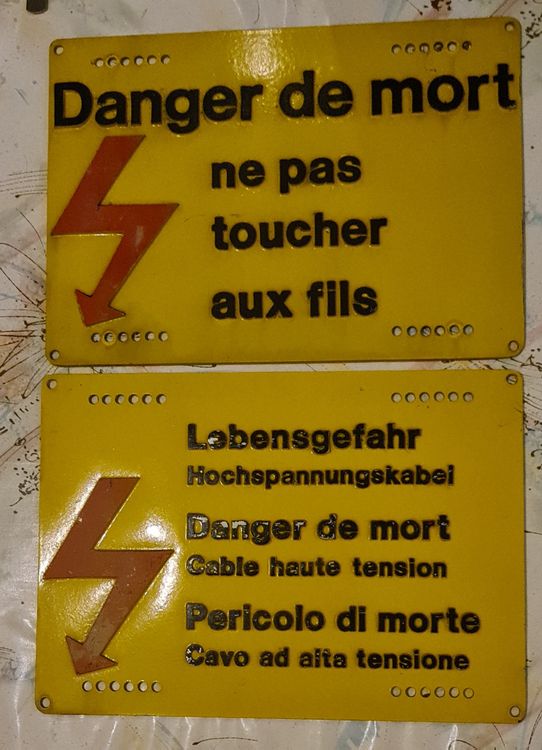 Danger de mort
ne pas
toucher
aux fils
Lebensgefahr
Hochspannungskabel
Danger de mort
Cable haute tension
Pericolo di morte
Cavo ad alta tensione